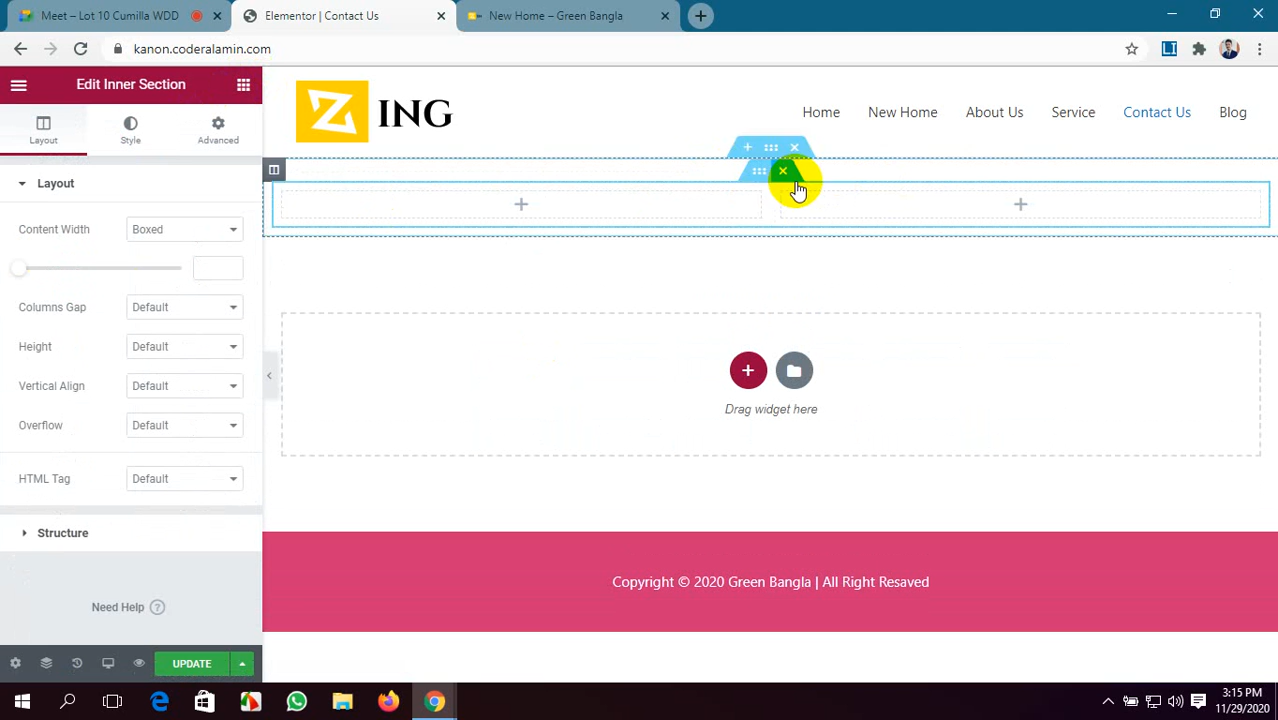 Meet – Lot 10 Cumilla WDD
Elementor | Contact Us
New Home – Green Bangla
kanon.coderalamin.com
Edit Inner Section
Layout
Style
Advanced
Layout
Content Width
Boxed
Columns Gap
Default
Height
Default
Vertical Align
Default
Overflow
Default
HTML Tag
Default
Structure
Need Help ?
UPDATE
Z ING
Home
New Home
About Us
Service
Contact Us
Blog
Drag widget here
Copyright © 2020 Green Bangla | All Right Resaved
3:15 PM
11/29/2020